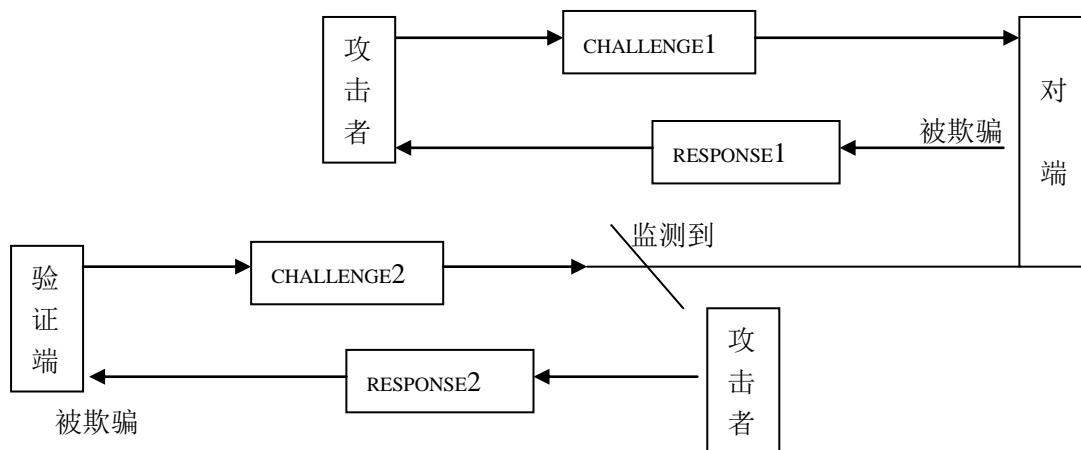 攻击者
CHALLENGE1
对端
RESPONSE1
被欺骗
监测到
验证端
CHALLENGE2
攻击者
RESPONSE2
被欺骗